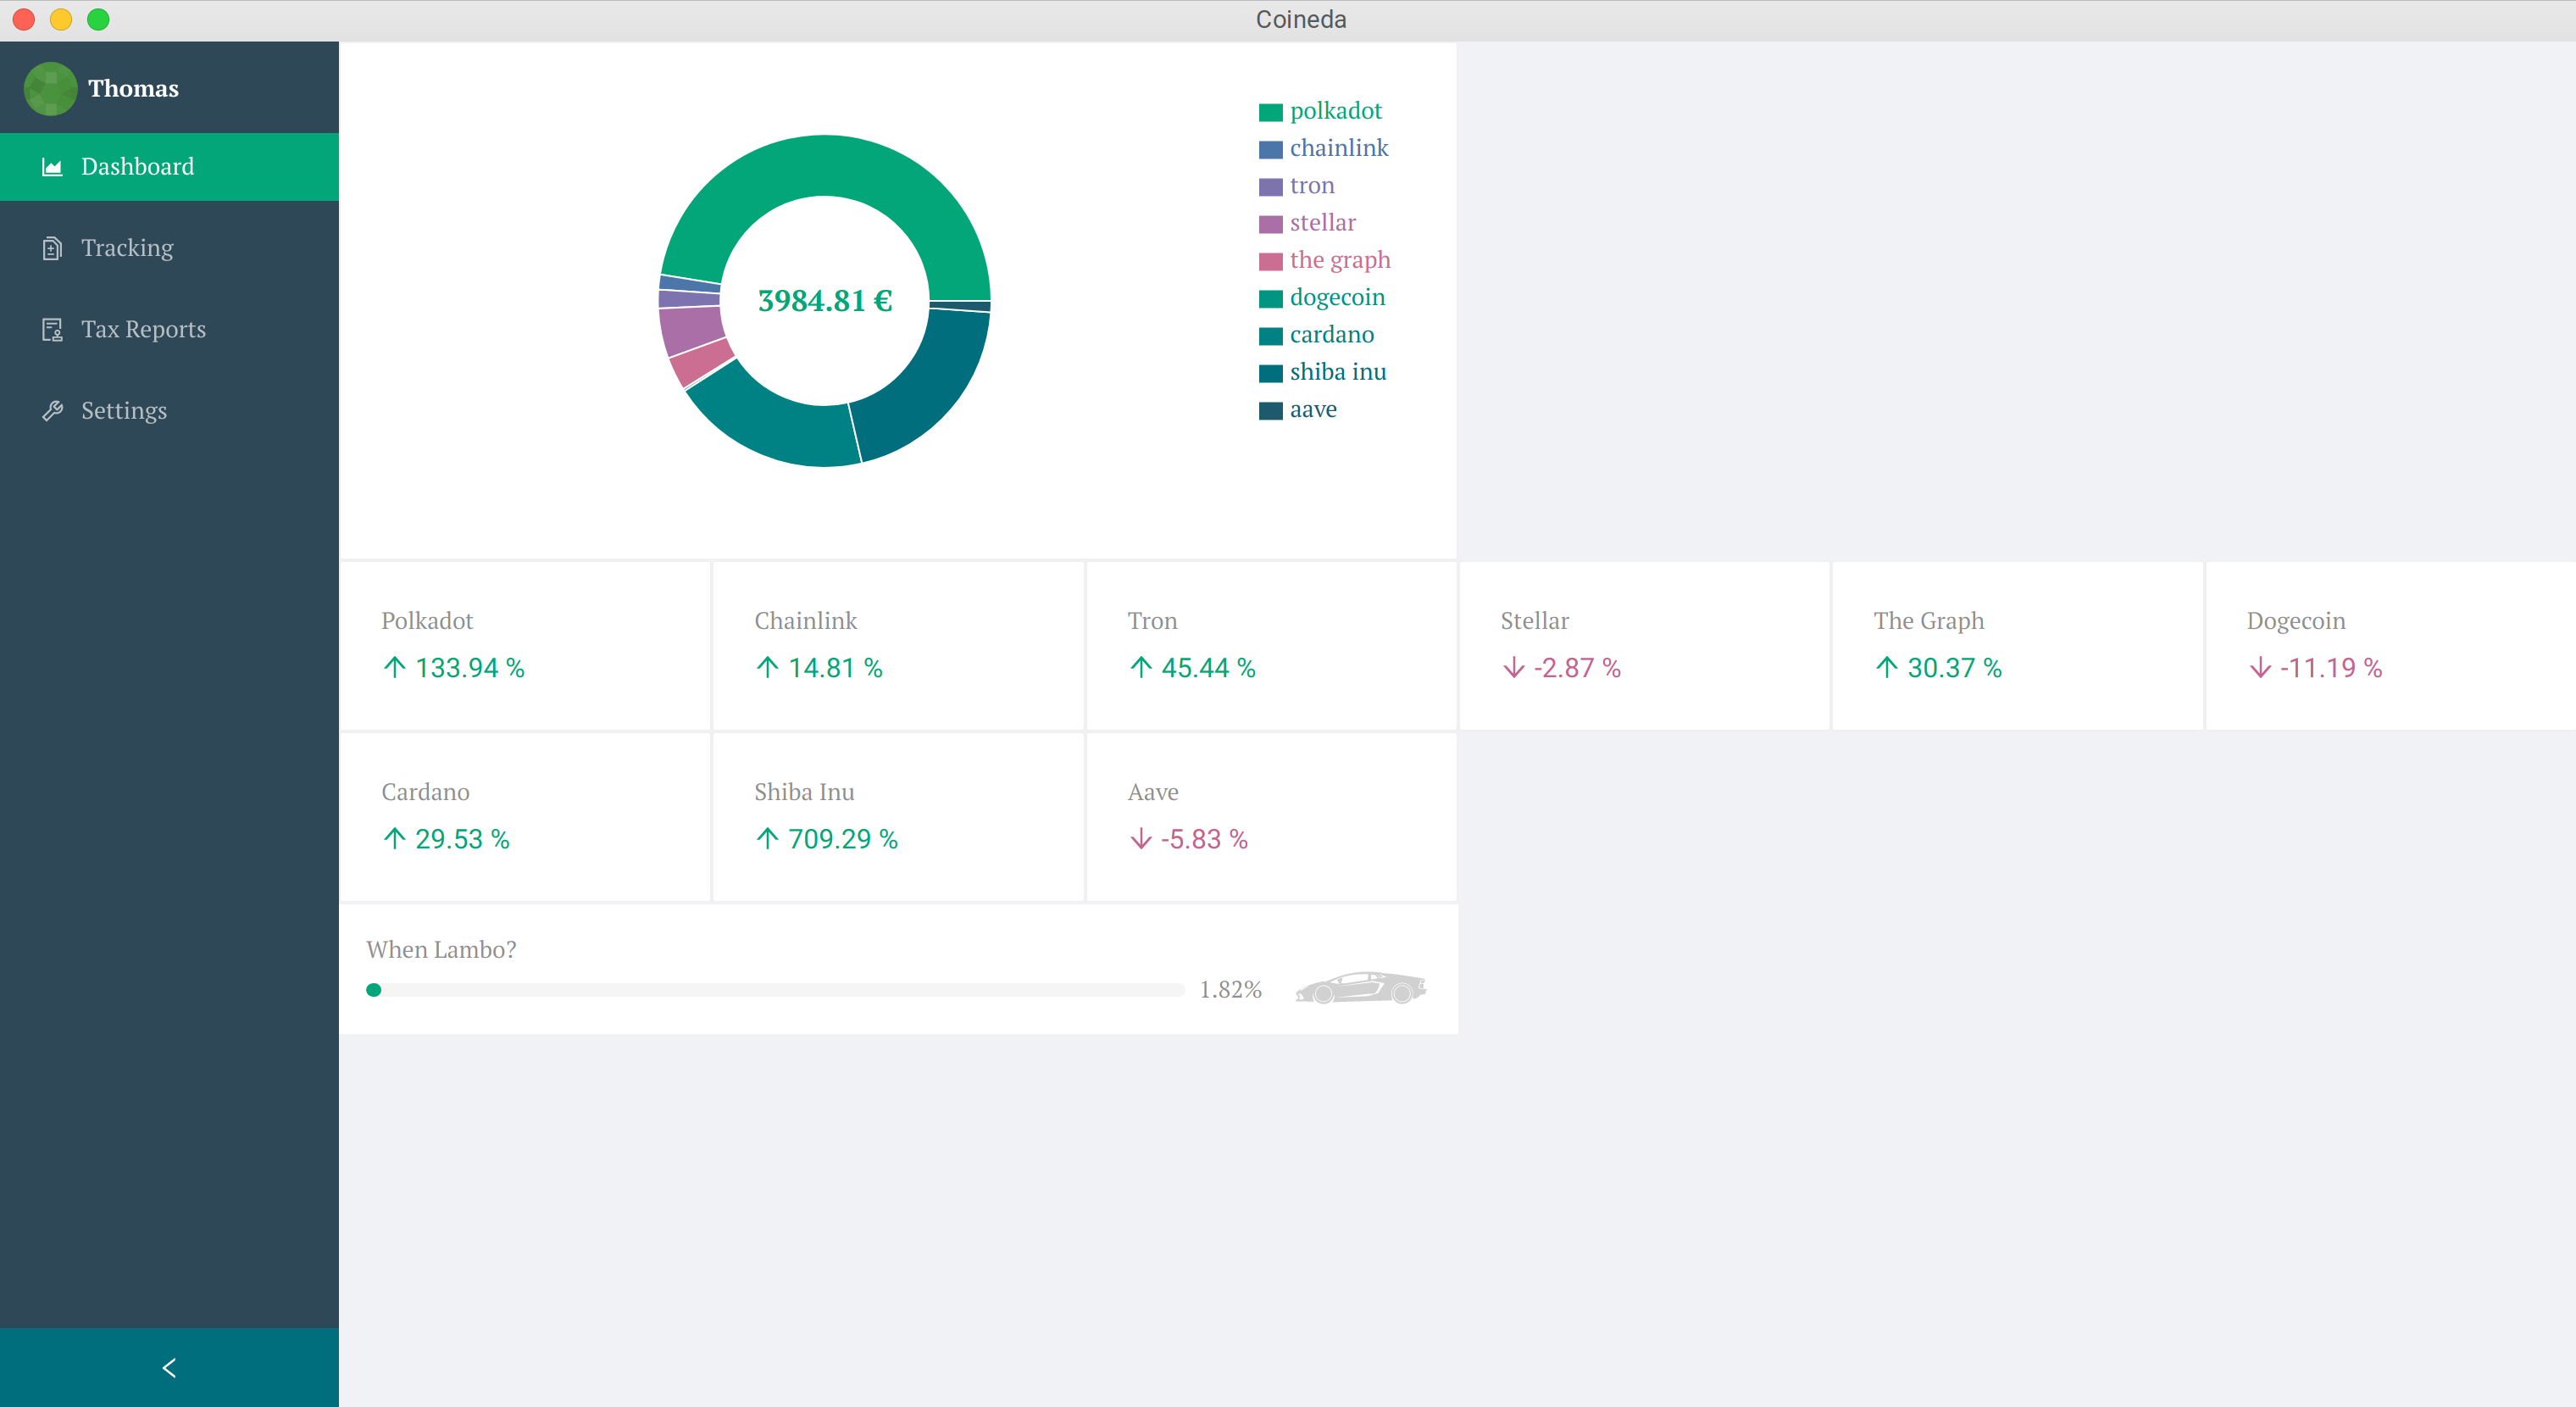 Coineda
Thomas
Dashboard
Tracking
Tax Reports
Settings
3984.81 €
polkadot
chainlink
tron
stellar
the graph
dogecoin
cardano
shiba inu
aave
Polkadot
133.94 %
Chainlink
14.81 %
Tron
45.44 %
Stellar
-2.87 %
The Graph
30.37 %
Dogecoin
-11.19 %
Cardano
29.53 %
Shiba Inu
709.29 %
Aave
-5.83 %
When Lambo?
1.82%